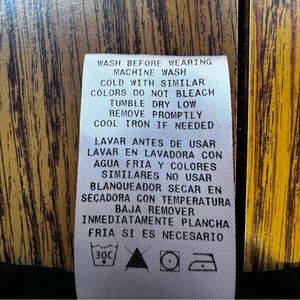 WASH BEFORE WEARING
MACHINE WASH
COLD WITH SIMILAR
COLORS DO NOT BLEACH
TUMBLE DRY LOW
REMOVE PROMPTLY
COOL IRON IF NEEDED
LAVAR ANTES DE USAR
LAVAR EN LAVADORA CON
AGUA FRIA Y COLORES
SIMILARES NO USAR
BLANQUEADOR SECAR EN
SECADORA CON TEMPERATURA
BAJA REMOVER
INMEDIATAMENTE PLANCHA
FRIA SI ES NECESARIO
30C